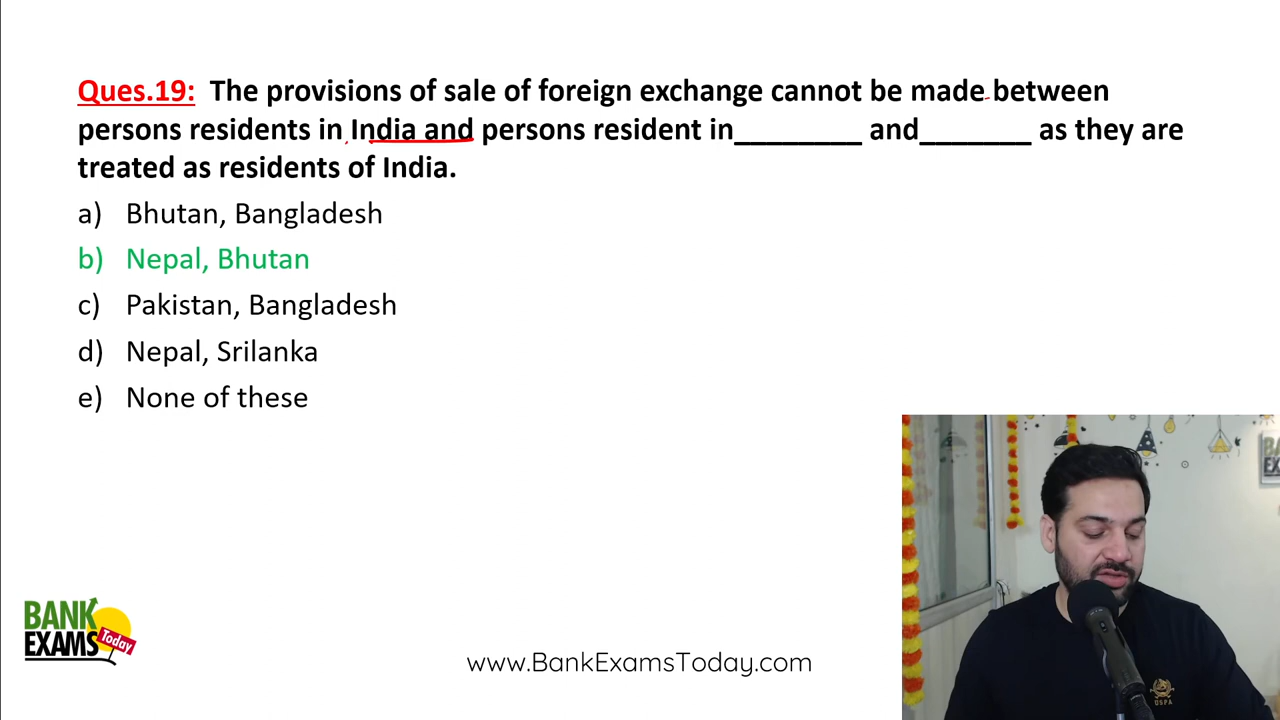 Ques.19: The provisions of sale of foreign exchange cannot be made between
persons residents in India and persons resident in_________ and________ as they are
treated as residents of India.
a) Bhutan, Bangladesh
b) Nepal, Bhutan
c) Pakistan, Bangladesh
d) Nepal, Srilanka
e) None of these
BANK
EXAMS
Today
www.BankExamsToday.com